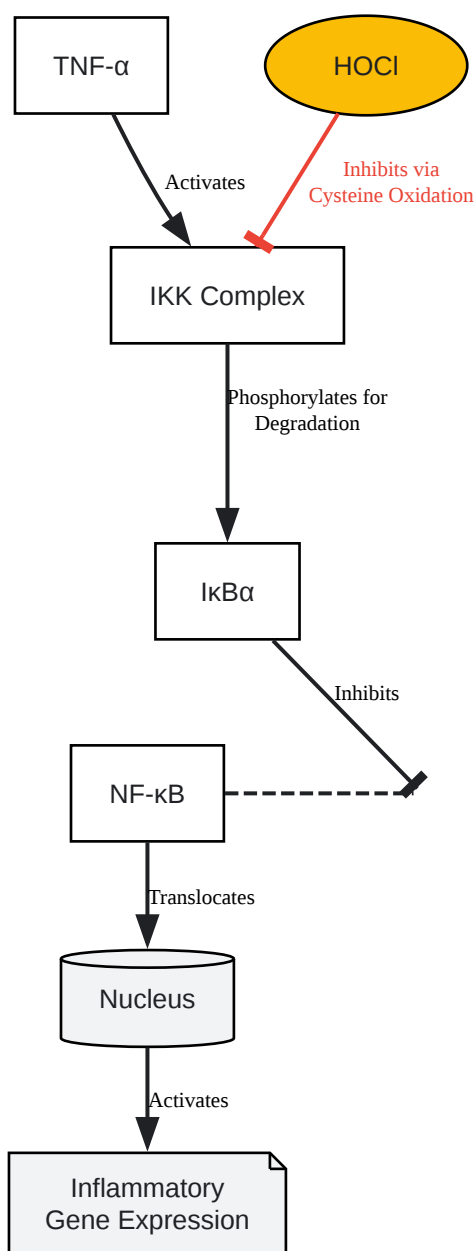 TNF-α
HOCl
Activates
Inhibits via
Cysteine Oxidation
IKK Complex
Phosphorylates for
Degradation
IκBα
Inhibits
NF-κB
Translocates
Nucleus
Activates
Inflammatory
Gene Expression